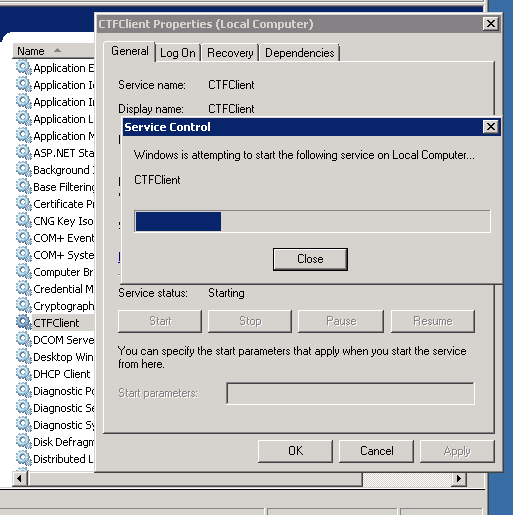 CTFClient Properties (Local Computer)
General
Log On
Recovery
Dependencies
Service name:
CTFClient
Display name:
CTFClient
Service Control
Windows is attempting to start the following service on Local Computer...
CTFClient
Close
Service status:
Starting
Start
Stop
Pause
Resume
You can specify the start parameters that apply when you start the service
from here.
Start parameters:
OK
Cancel
Apply
Name
Application E
Application
Application
Application L
Application
ASP.NET Sta
Background
Base Filtering
Certificate
CNG Key Iso
COM+ Event
COM+ Syste
Computer Br
Credential
Cryptograph
CTFClient
DCOM Serve
Desktop Win
DHCP Client
Diagnostic
Diagnostic Se
Diagnostic Sy
Disk Defragm
Distributed L